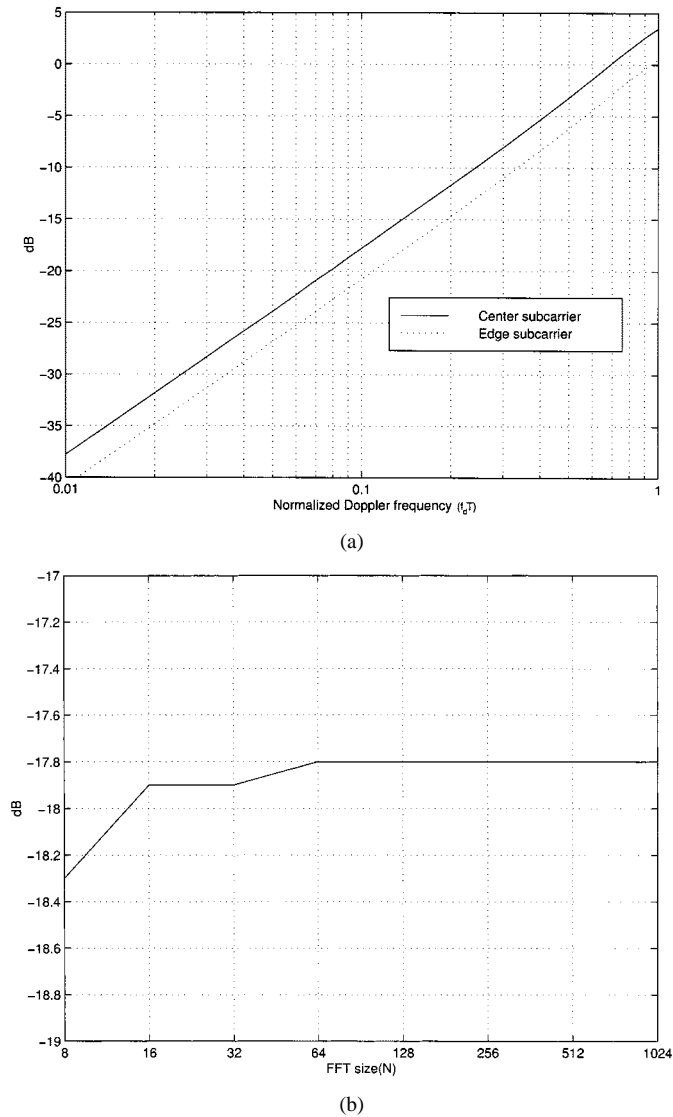 5
0
−5
−10
−15
−20
−25
−30
−35
−40
dB
Center subcarrier
Edge subcarrier
0.01 0.1 1
Normalized Doppler frequency (fdT)
(a)
−17
−17.2
−17.4
−17.6
−17.8
−18
−18.2
−18.4
−18.6
−18.8
−19
dB
8 16 32 64 128 256 512 1024
FFT size(N)
(b)